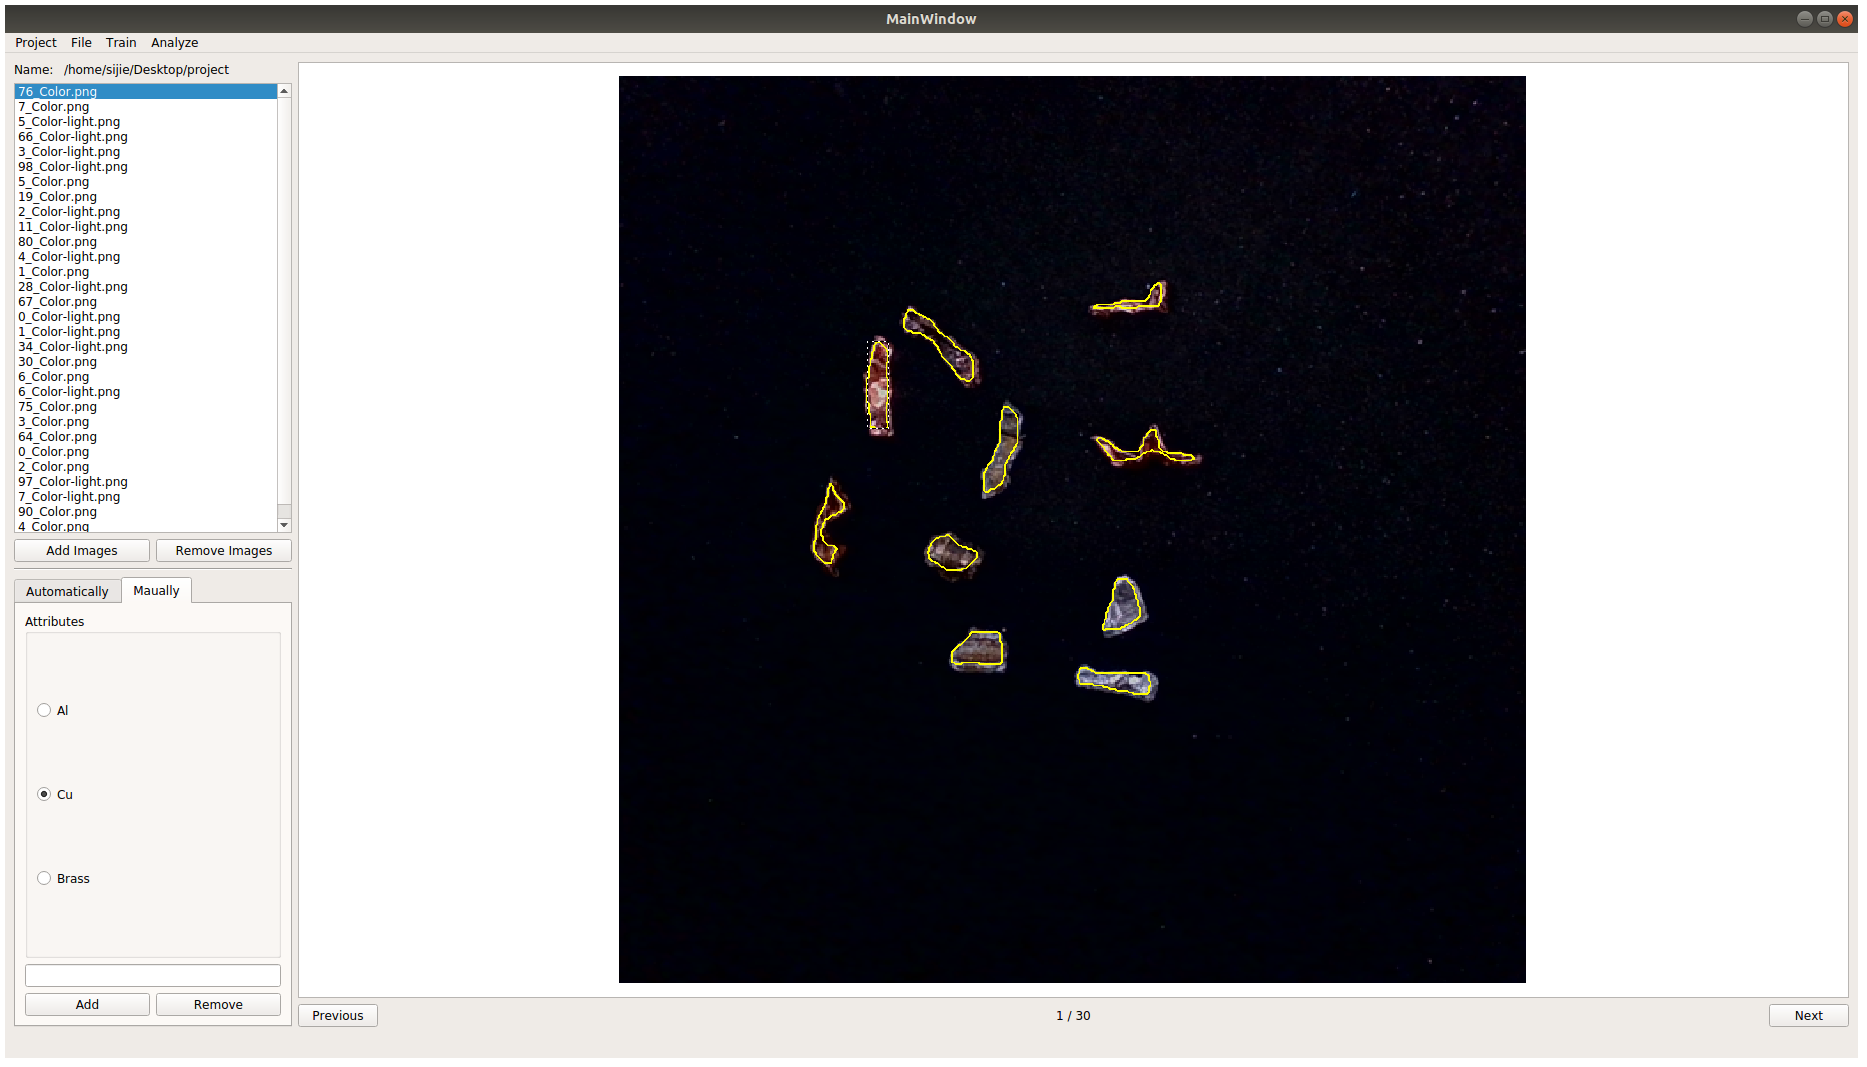 MainWindow
Project File Train Analyze
Name: /home/sijie/Desktop/project
76_Color.png
7_Color.png
5_Color-light.png
66_Color-light.png
3_Color-light.png
98_Color-light.png
5_Color.png
19_Color.png
2_Color-light.png
11_Color-light.png
80_Color.png
4_Color-light.png
1_Color.png
28_Color-light.png
67_Color.png
0_Color-light.png
1_Color-light.png
34_Color-light.png
30_Color.png
6_Color.png
6_Color-light.png
75_Color.png
3_Color.png
64_Color.png
0_Color.png
2_Color.png
97_Color-light.png
7_Color-light.png
90_Color.png
4_Color.png
Add Images Remove Images
Automatically Maually
Attributes
Al
Cu
Brass
Add Remove
Previous 1 / 30 Next